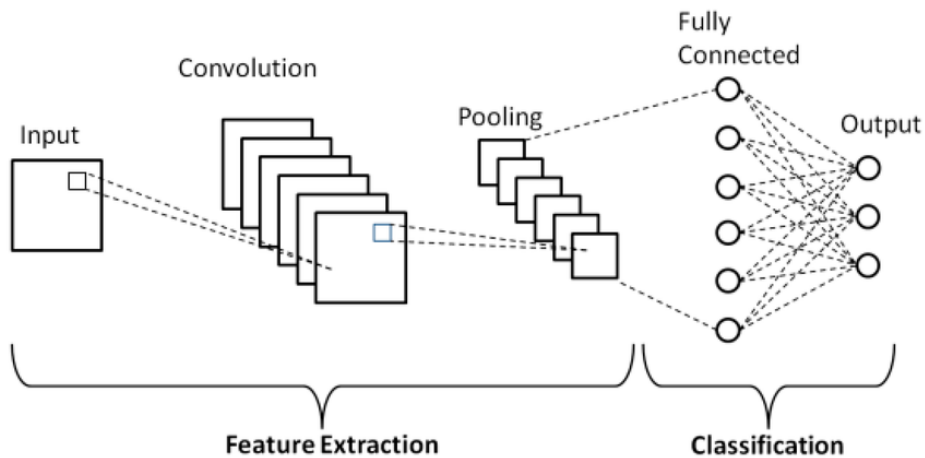 Input
Convolution
Pooling
Fully
Connected
Output
Feature Extraction
Classification